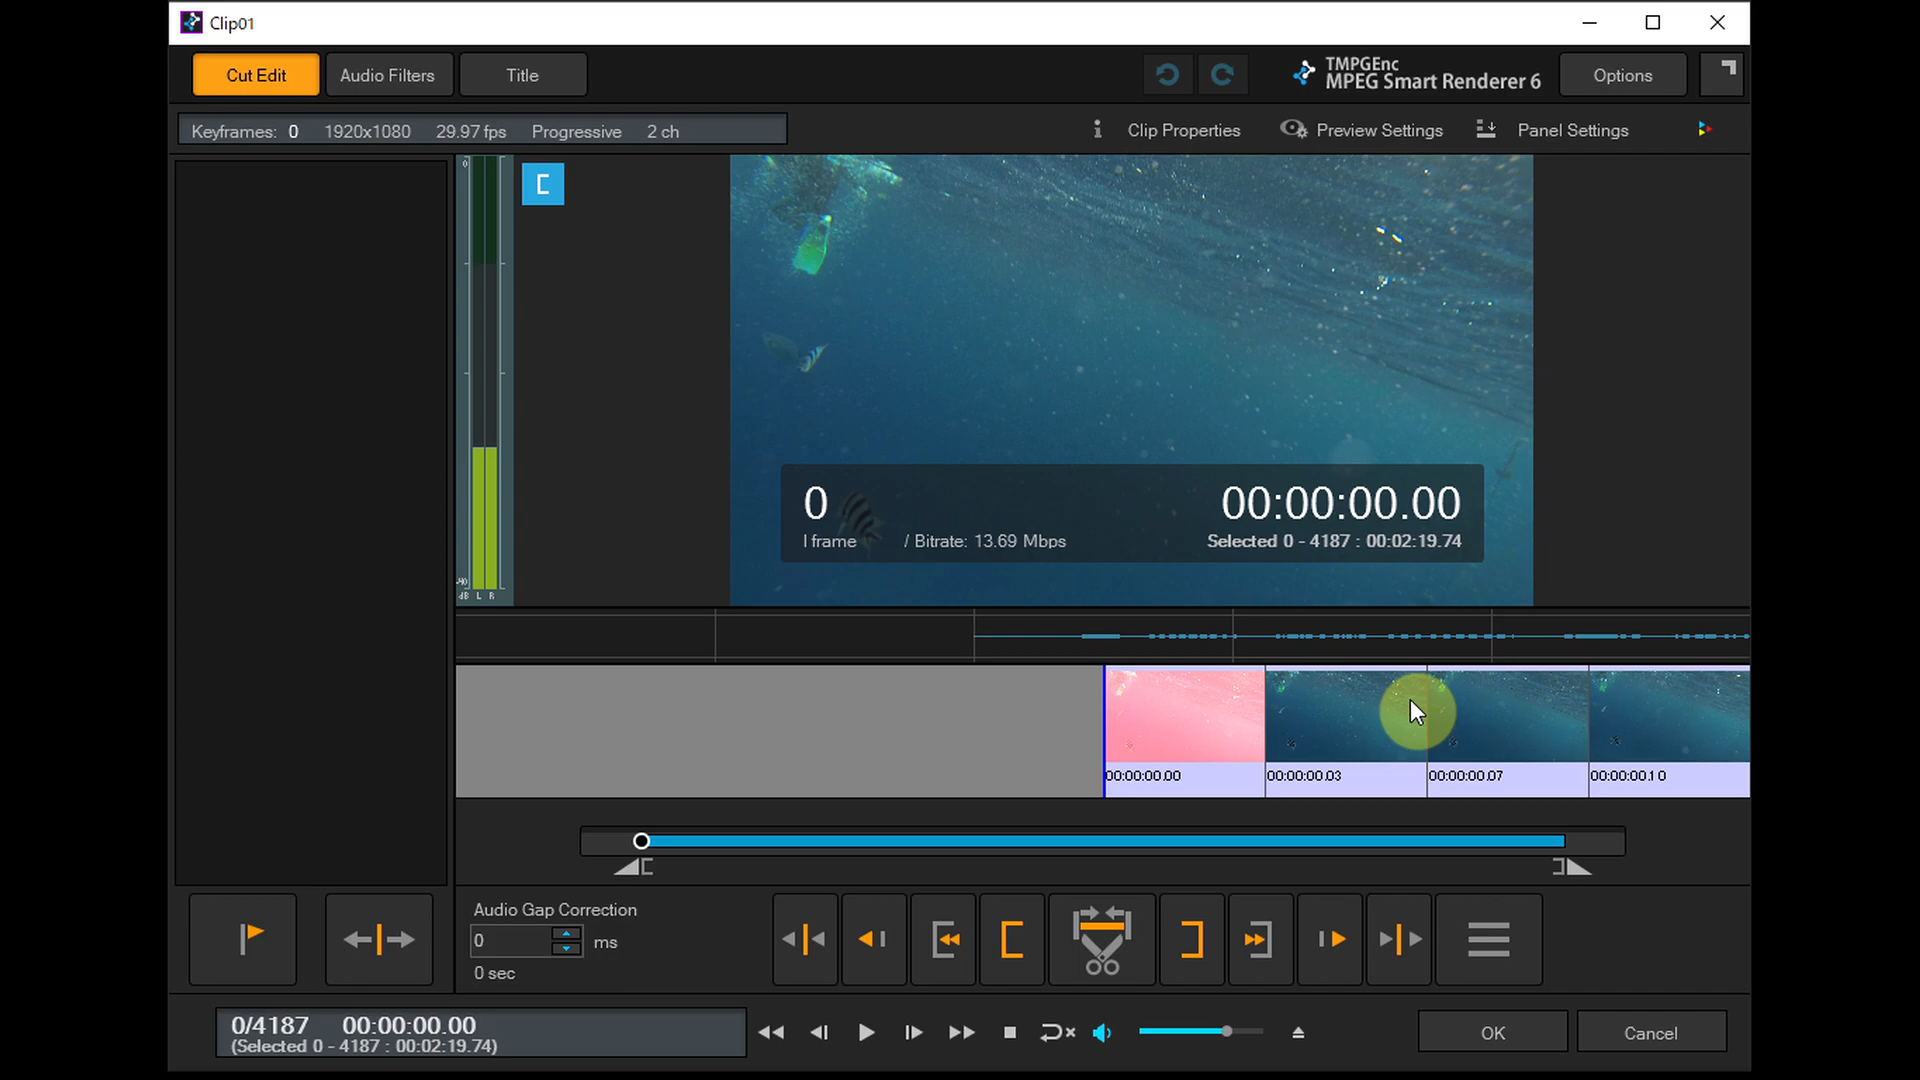 Clip01
Cut Edit
Audio Filters
Title
TMPGEnc
MPEG Smart Renderer 6
Options
Keyframes: 0 1920x1080 29.97 fps Progressive 2 ch
Clip Properties
Preview Settings
Panel Settings
0
00:00:00.00
I frame / Bitrate: 13.69 Mbps
Selected 0 - 4187 : 00:02:19.74
0
-40
dB L R
00:00:00.00
00:00:00.03
00:00:00.07
00:00:00.10
Audio Gap Correction
0 ms
0 sec
0/4187 00:00:00.00
(Selected 0 - 4187 : 00:02:19.74)
OK
Cancel